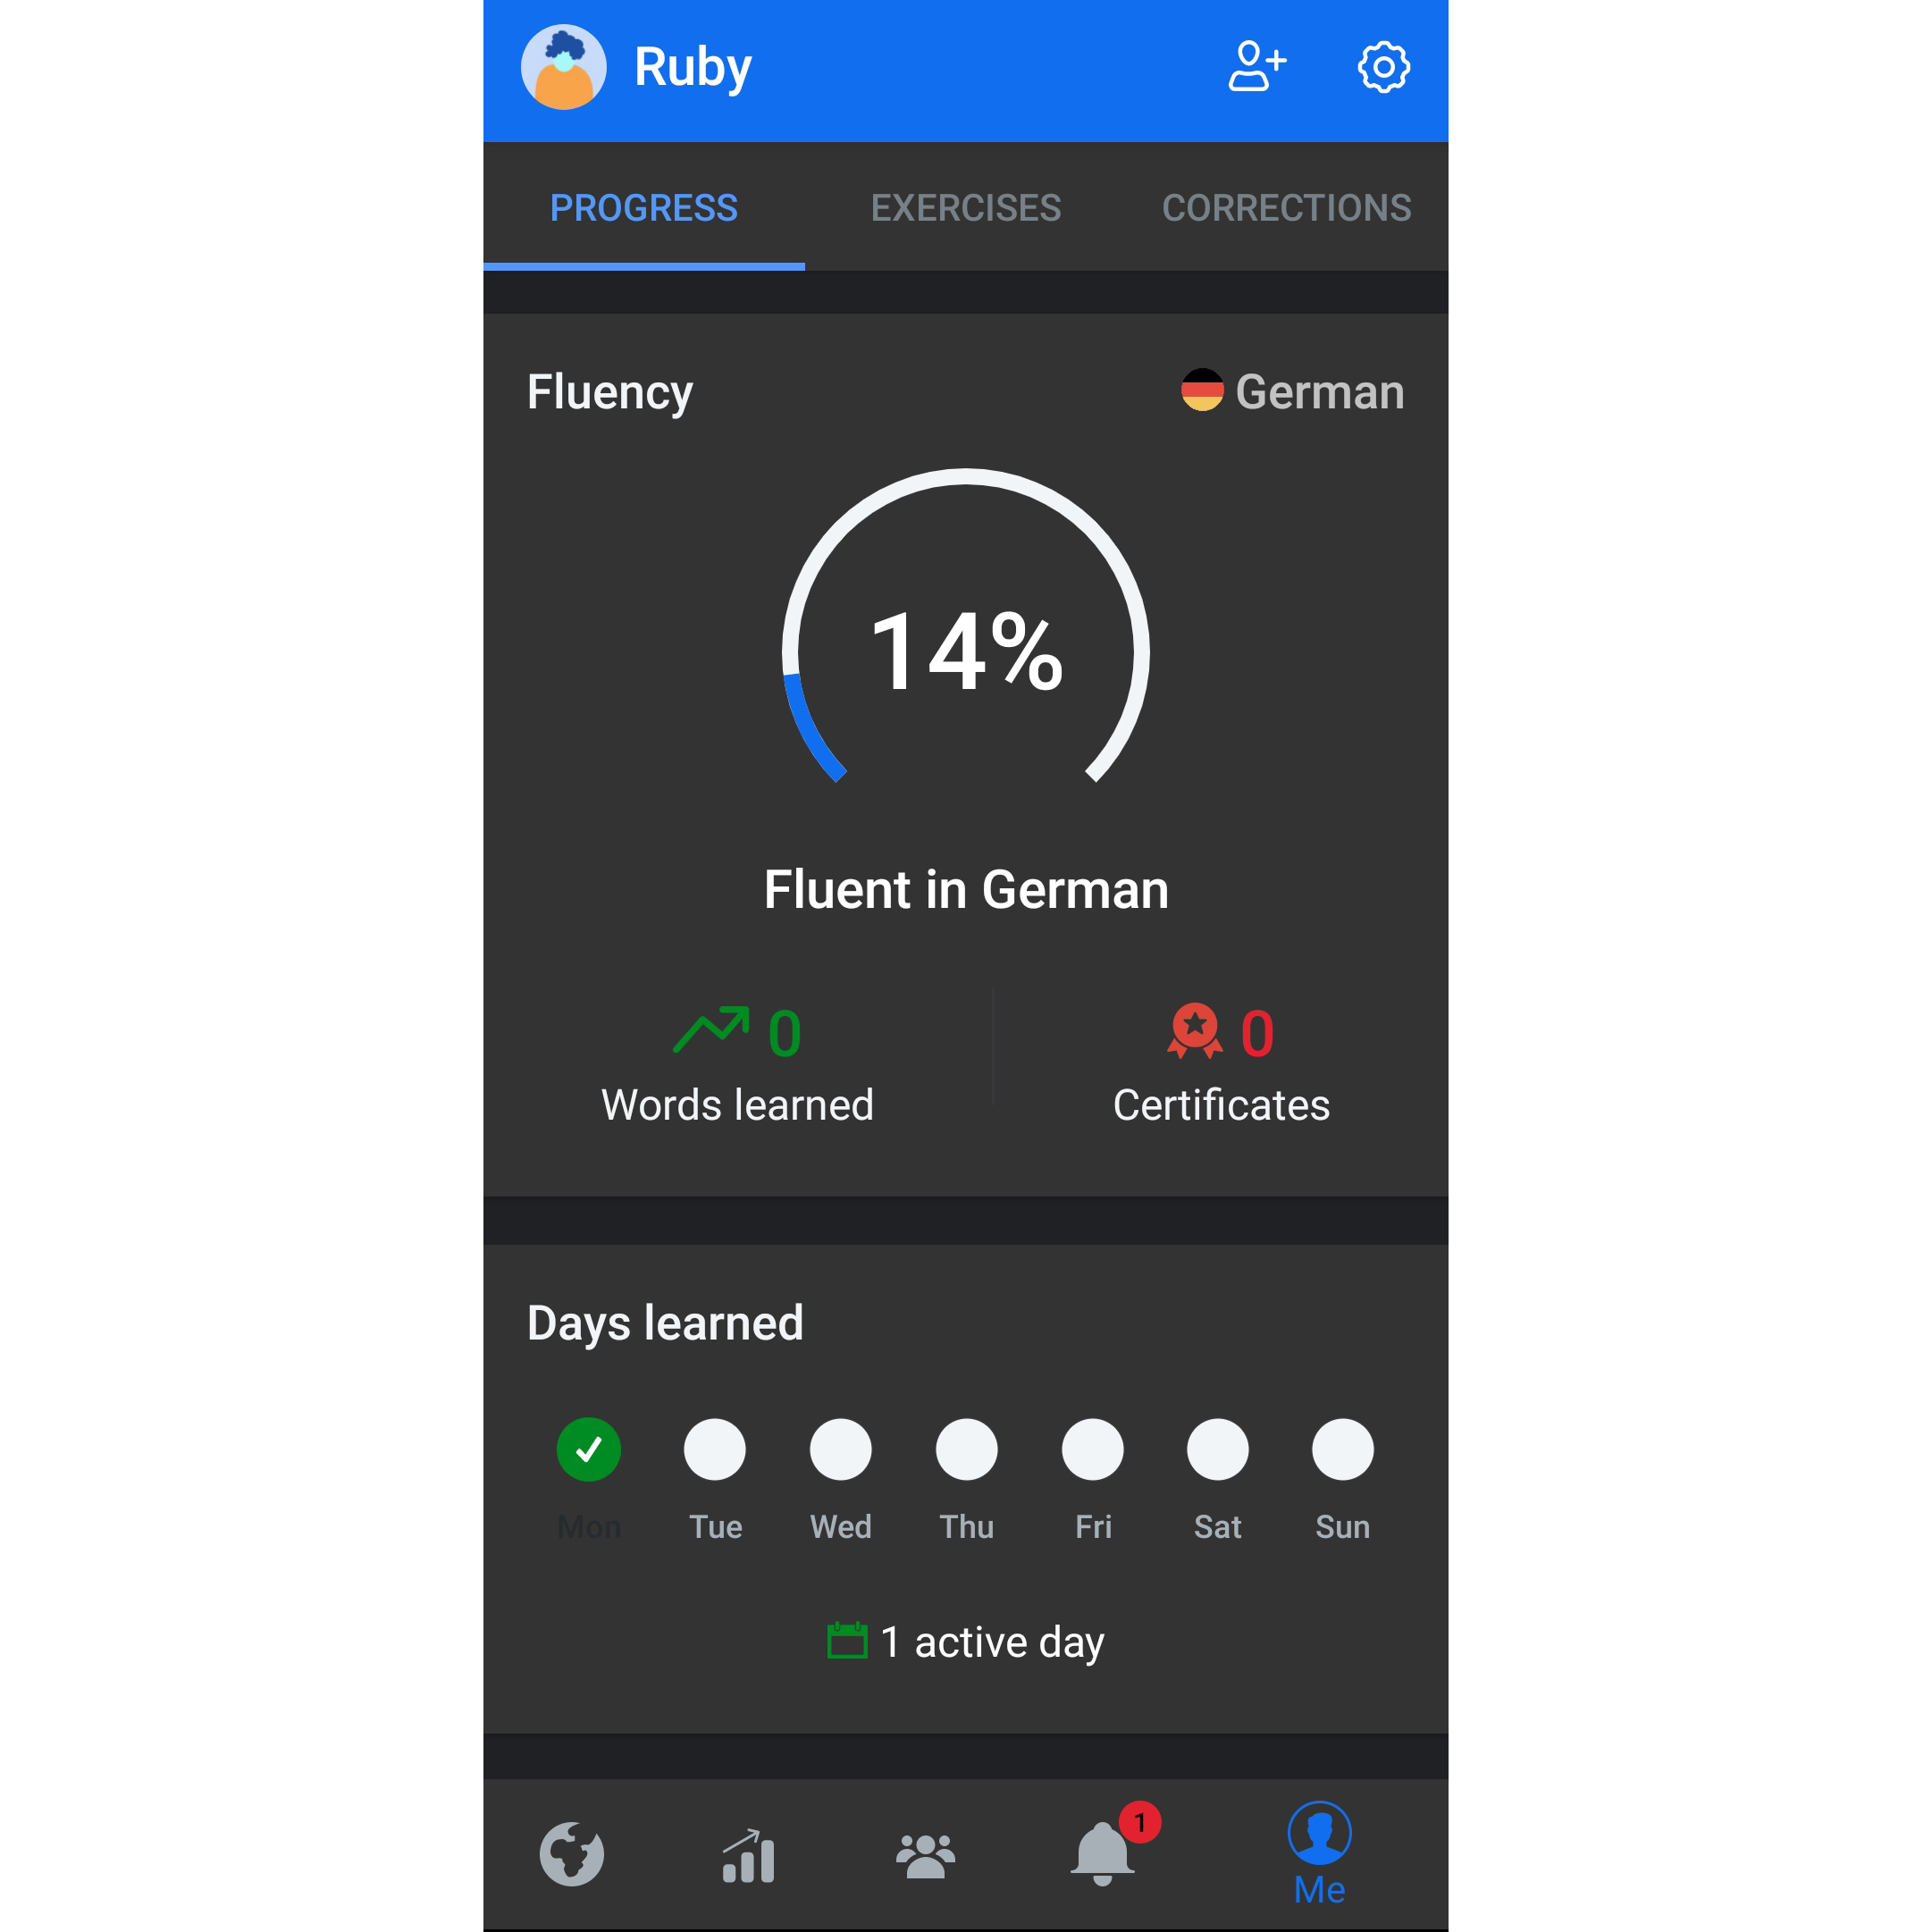 Ruby
PROGRESS EXERCISES CORRECTIONS
Fluency German
14%
Fluent in German
0 0
Words learned Certificates
Days learned
Mon Tue Wed Thu Fri Sat Sun
1 active day
1
Me